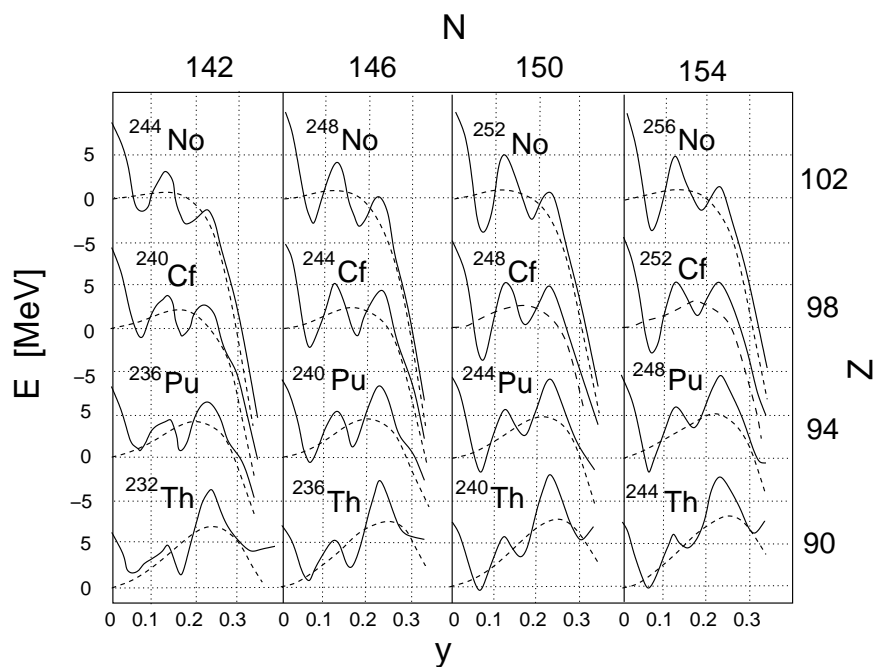 N
142 146 150 154
244No 248No 252No 256No
5
102
0
−5
240Cf 244Cf 248Cf 252Cf
5
98
0
−5
236Pu 240Pu 244Pu 248Pu
5
94
0
−5
232Th 236Th 240Th 244Th
5
90
0
E [MeV]
Z
0 0.1 0.2 0.3 0 0.1 0.2 0.3 0 0.1 0.2 0.3 0 0.1 0.2 0.3
y